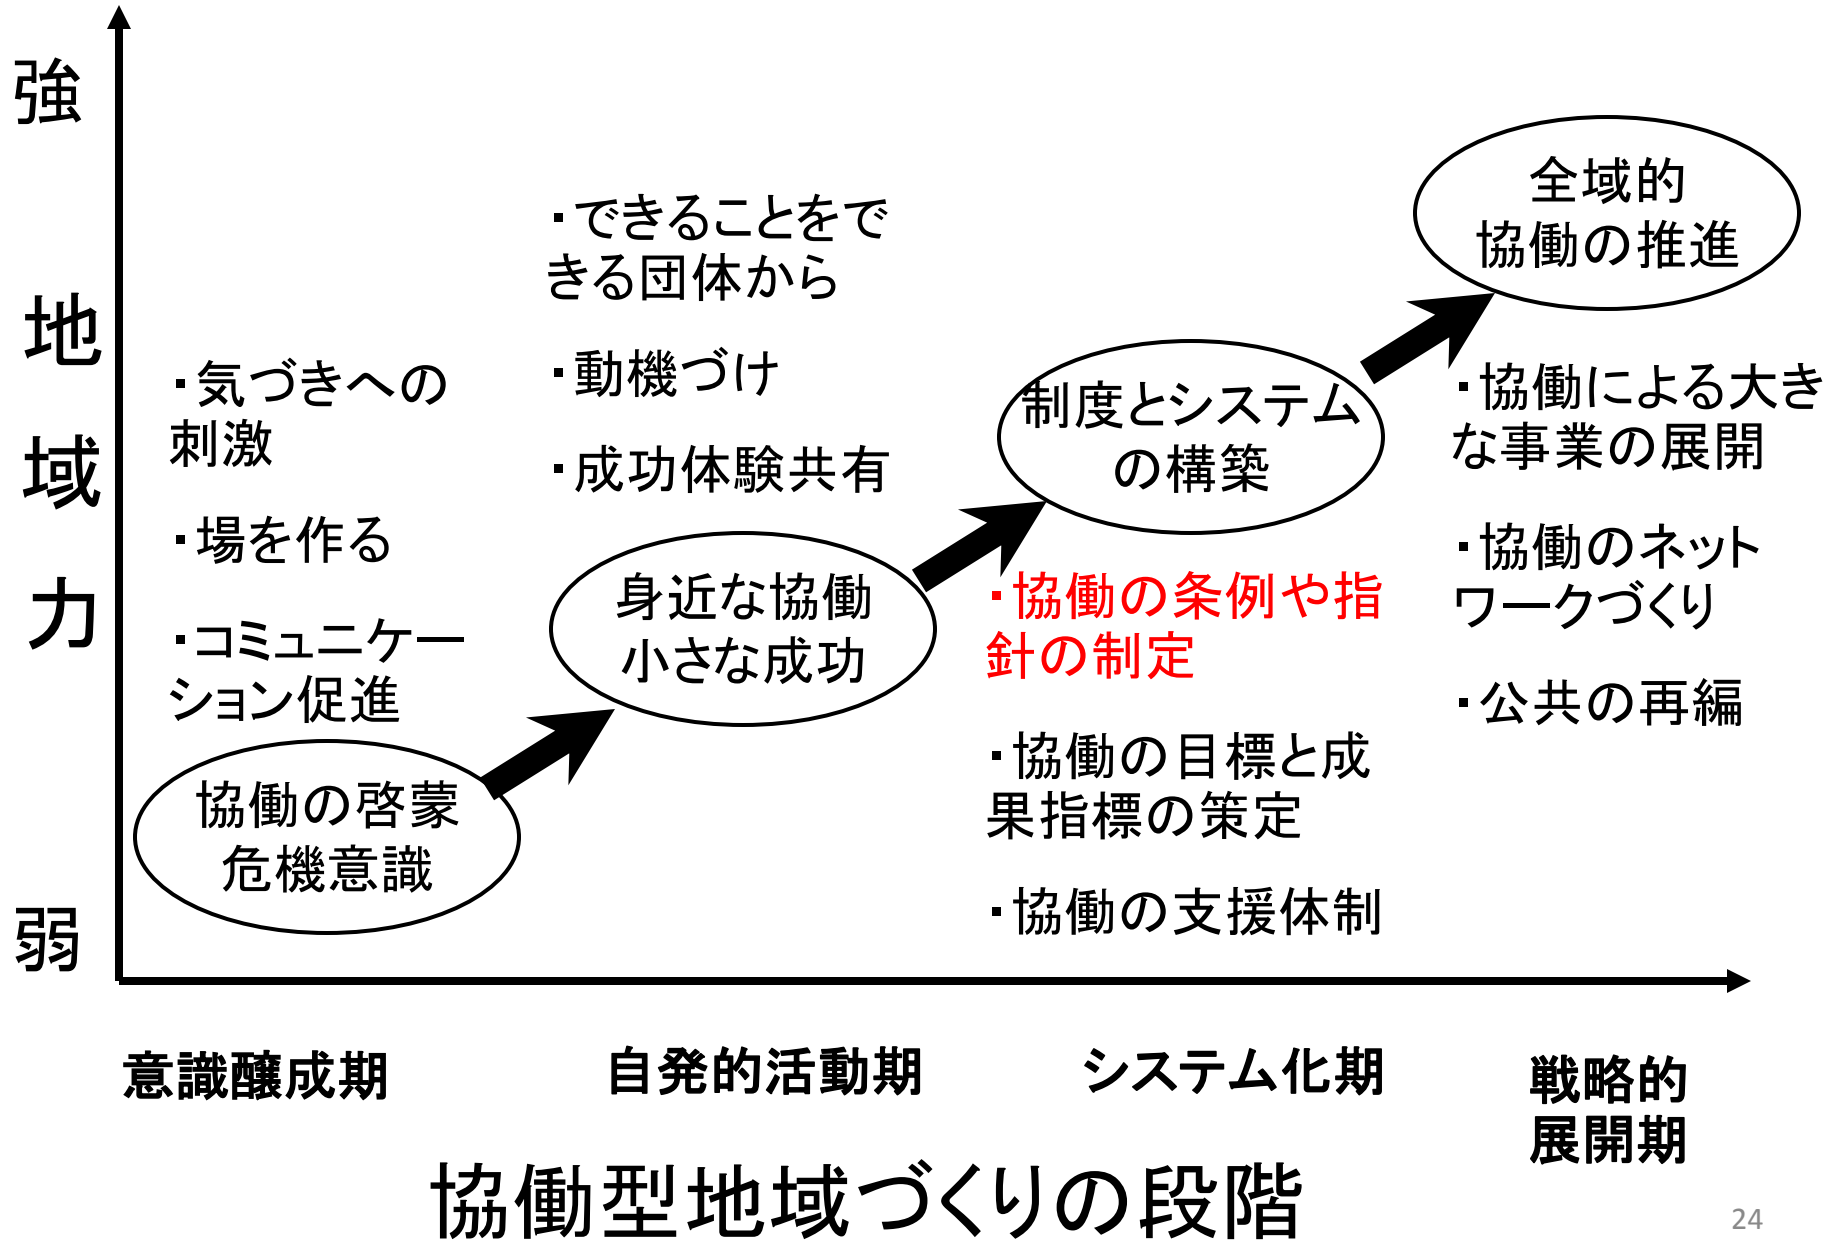 強
地
域
力
弱
・気づきへの
刺激
・場を作る
・コミュニケー
ション促進
協働の啓蒙
危機意識
・できることをで
きる団体から
・動機づけ
・成功体験共有
身近な協働
小さな成功
制度とシステム
の構築
・協働の条例や指
針の制定
・協働の目標と成
果指標の策定
・協働の支援体制
全域的
協働の推進
・協働による大き
な事業の展開
・協働のネット
ワークづくり
・公共の再編
意識醸成期
自発的活動期
システム化期
戦略的
展開期
協働型地域づくりの段階
24